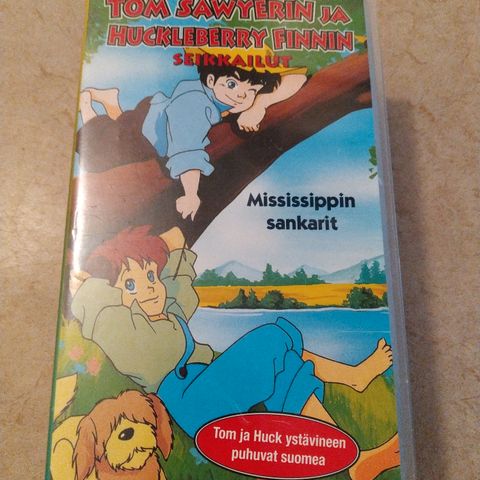 TOM SAWYERIN JA
HUCKLEBERRY FINNIN
SEIKKAILUT
Mississippin
sankarit
Tom ja Huck ystävineen
puhuvat suomea